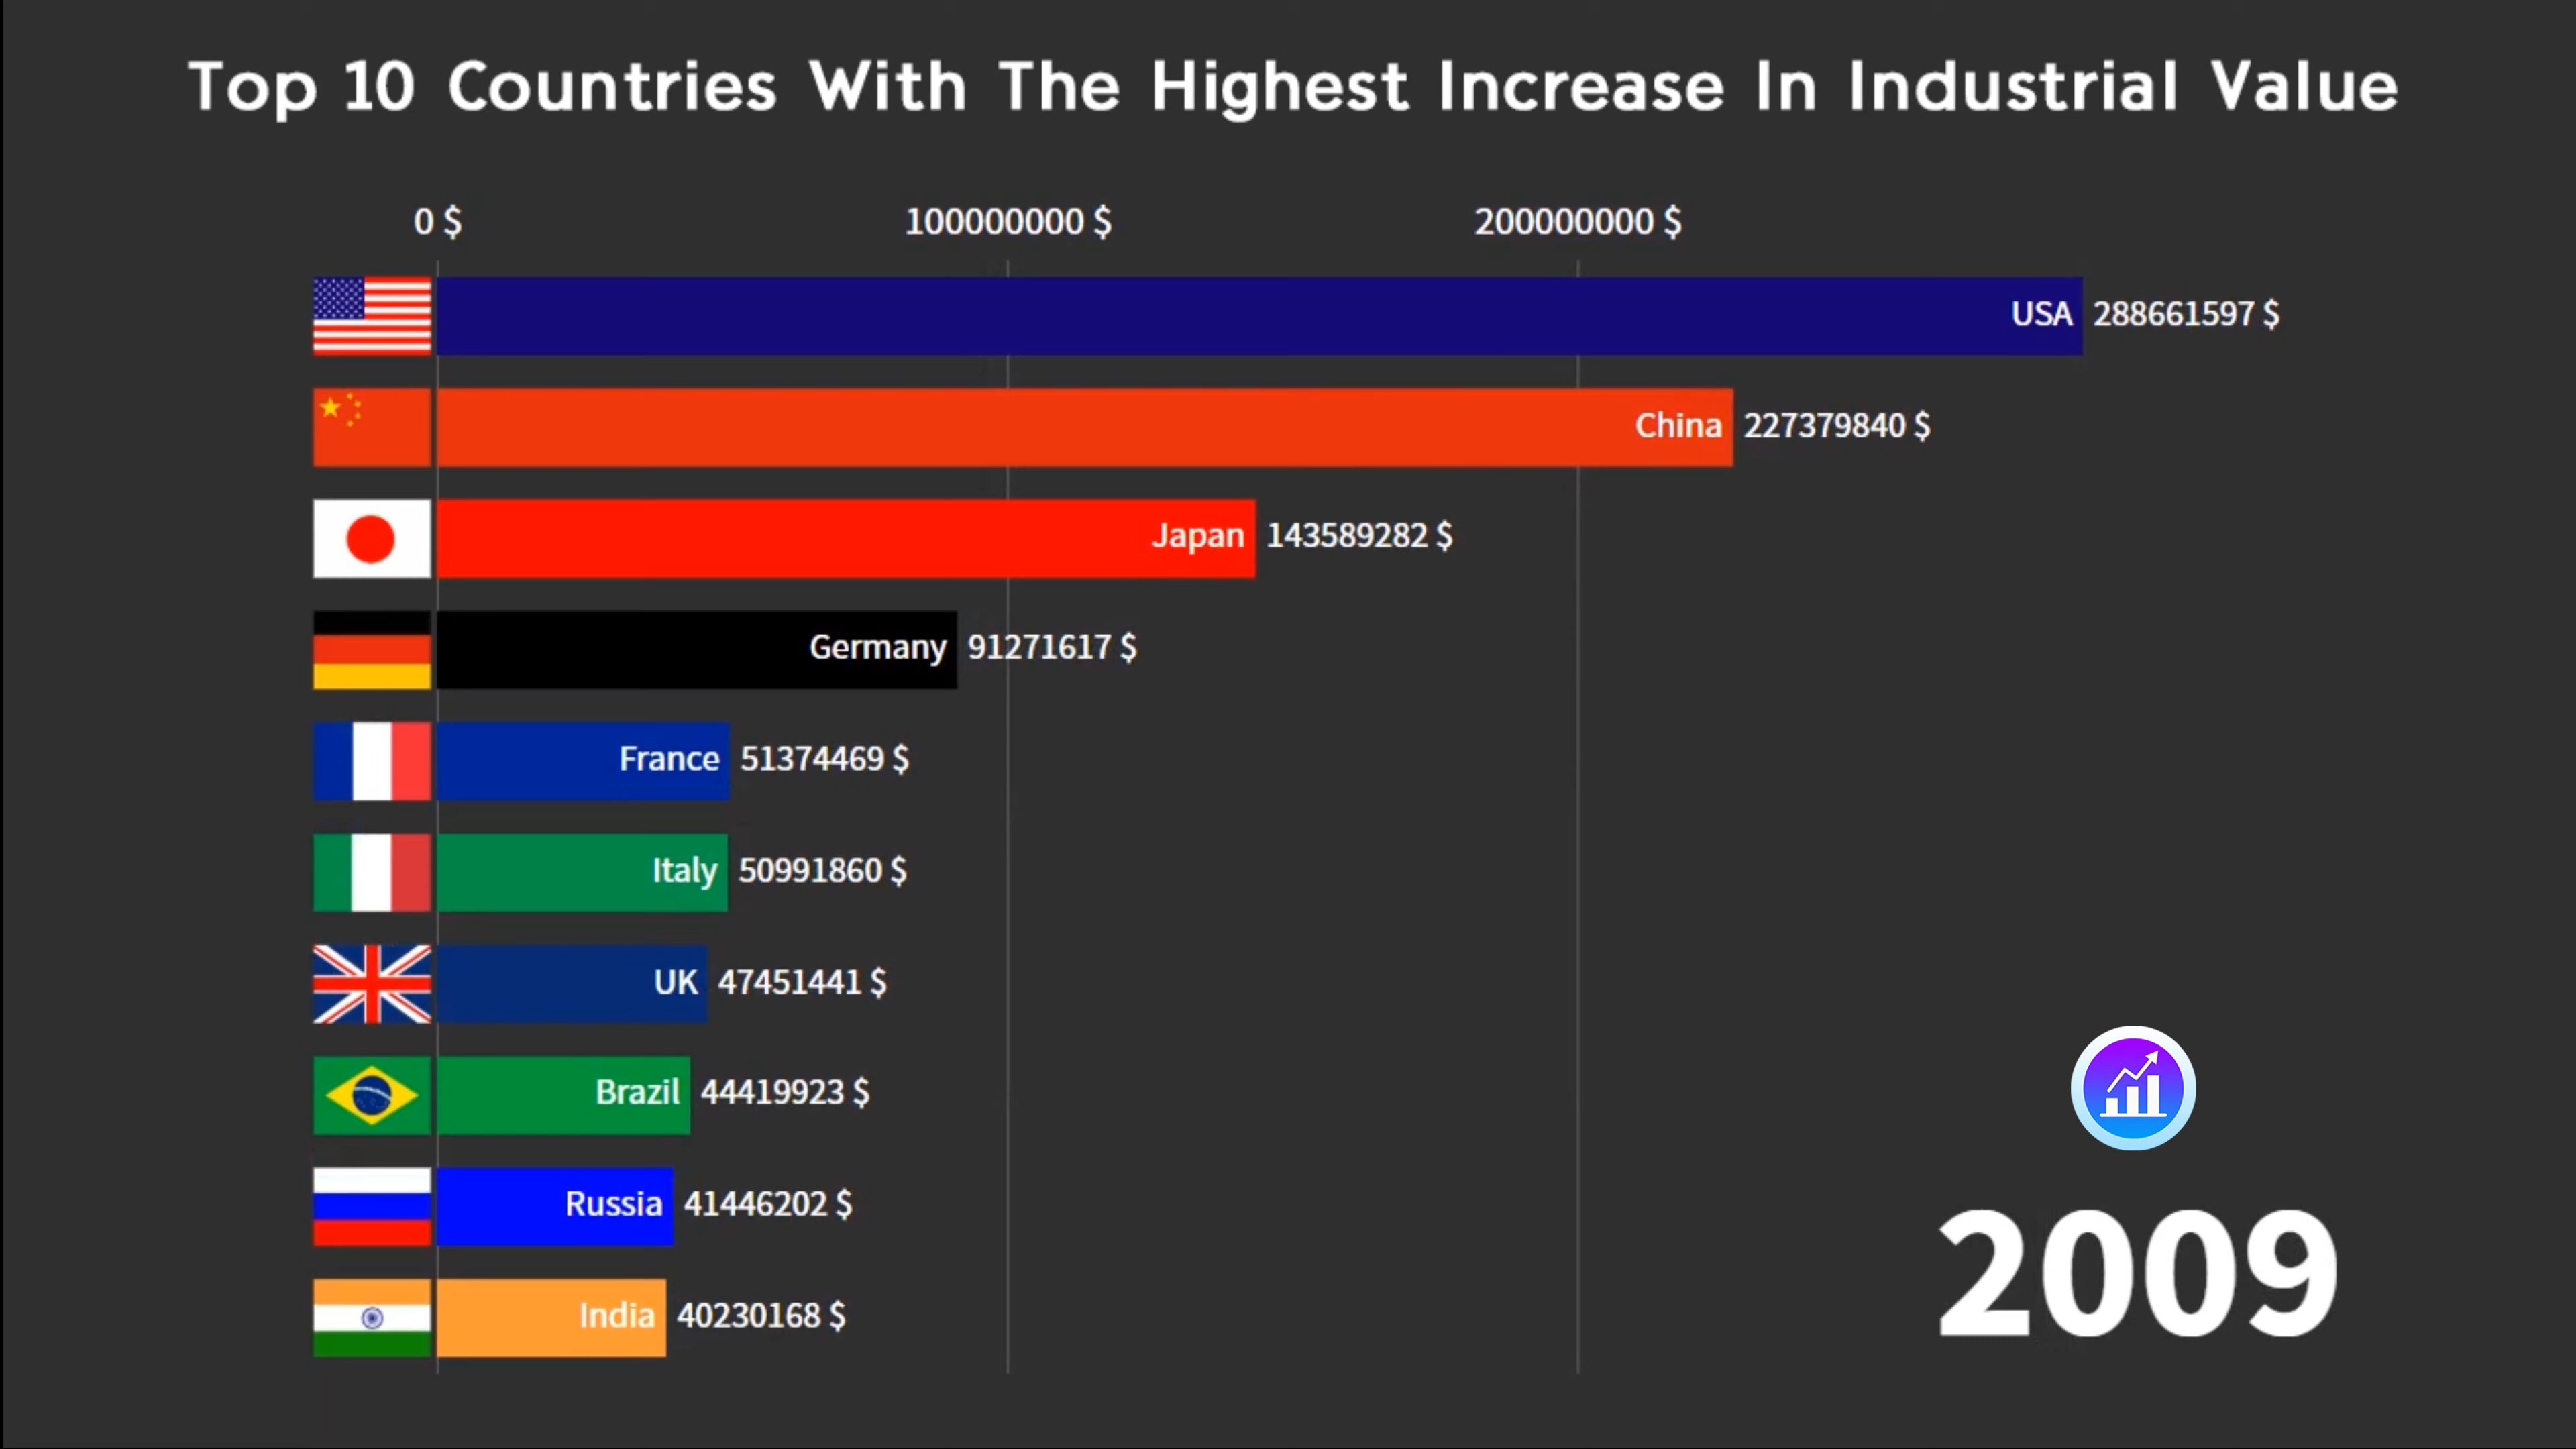 Top 10 Countries With The Highest Increase In Industrial Value
0 $ 100000000 $ 200000000 $
USA 288661597 $
China 227379840 $
Japan 143589282 $
Germany 91271617 $
France 51374469 $
Italy 50991860 $
UK 47451441 $
Brazil 44419923 $
Russia 41446202 $
India 40230168 $
2009